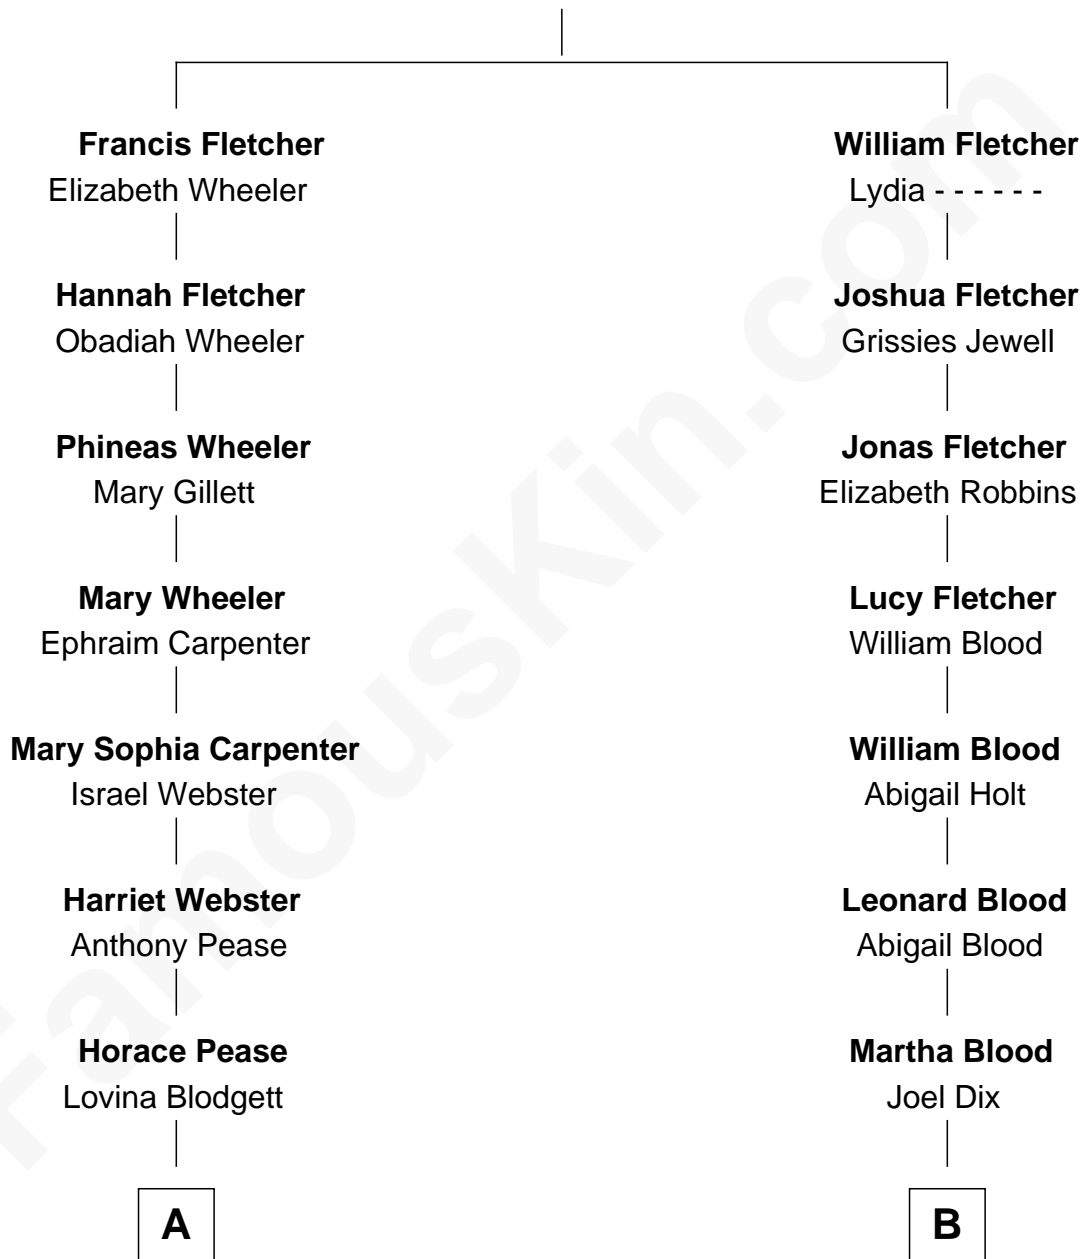 Francis Fletcher
Elizabeth Wheeler
Hannah Fletcher
Obadiah Wheeler
Phineas Wheeler
Mary Gillett
Mary Wheeler
Ephraim Carpenter
Mary Sophia Carpenter
Israel Webster
Harriet Webster
Anthony Pease
Horace Pease
Lovina Blodgett
A
William Fletcher
Lydia - - - - - -
Joshua Fletcher
Grissies Jewell
Jonas Fletcher
Elizabeth Robbins
Lucy Fletcher
William Blood
William Blood
Abigail Holt
Leonard Blood
Abigail Blood
Martha Blood
Joel Dix
B
FamousKin.com